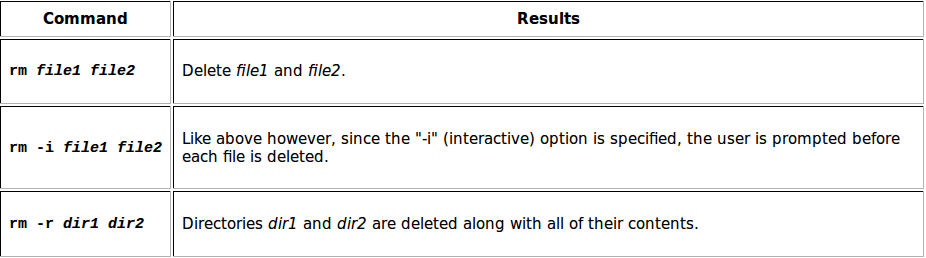 Command Results
rm file1 file2 Delete file1 and file2.
rm -i file1 file2 Like above however, since the "-i" (interactive) option is specified, the user is prompted before
each file is deleted.
rm -r dir1 dir2 Directories dir1 and dir2 are deleted along with all of their contents.